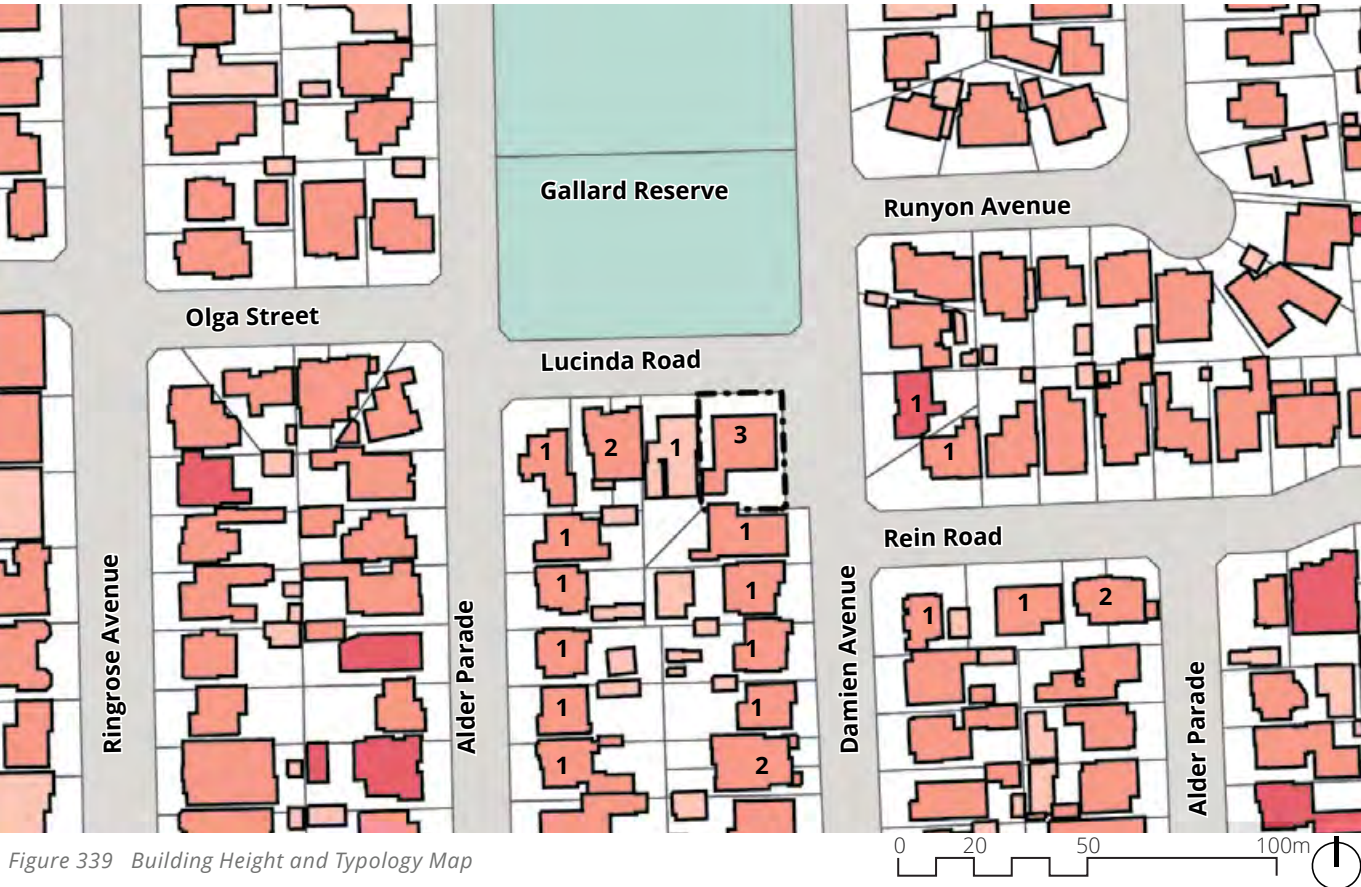 Gallard Reserve
Runyon Avenue
Olga Street
Lucinda Road
1
1
2
1
3
1
1
1
Rein Road
1
1
1
1
2
1
1
1
1
1
2
Ringrose Avenue
Alder Parade
Damien Avenue
Alder Parade
Figure 339 Building Height and Typology Map
0 20 50 100m